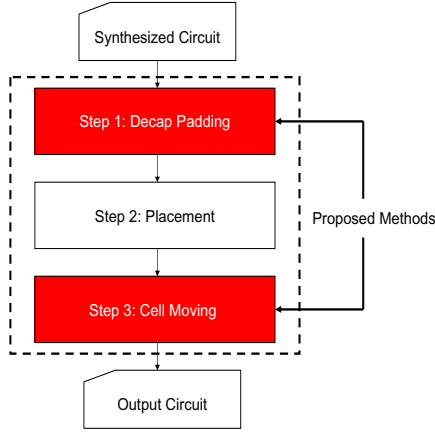 Synthesized Circuit
Step 1: Decap Padding
Step 2: Placement
Proposed Methods
Step 3: Cell Moving
Output Circuit